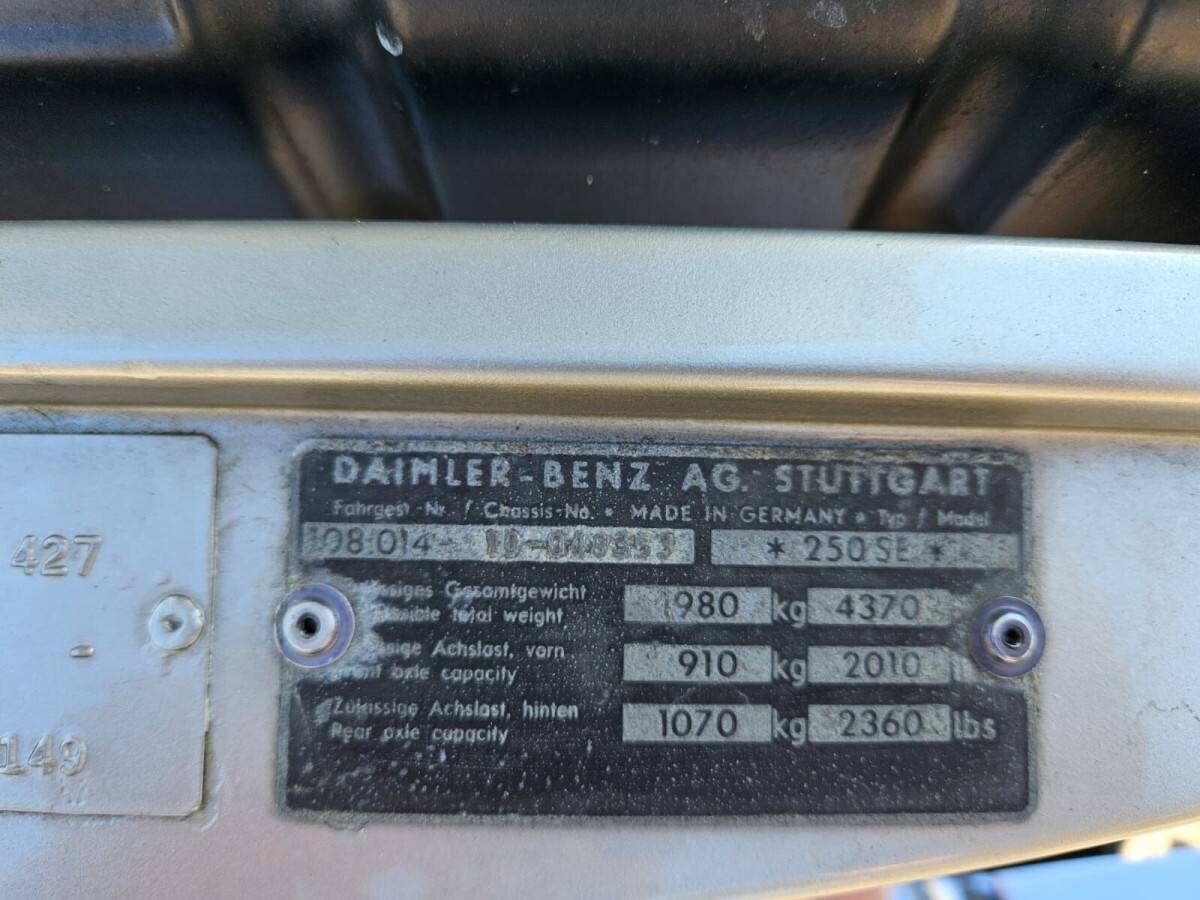 DAIMLER-BENZ AG. STUTTGART
Fahrgest.-Nr. / Chassis-No. • MADE IN GERMANY • Typ / Model
108.014- * 250 SE *
Gesamtgewicht 1980 kg 4370
total weight
Achslast, vorn 910 kg 2010
axle capacity
Zulässige Achslast, hinten 1070 kg 2360 lbs
Rear axle capacity
427
-
149